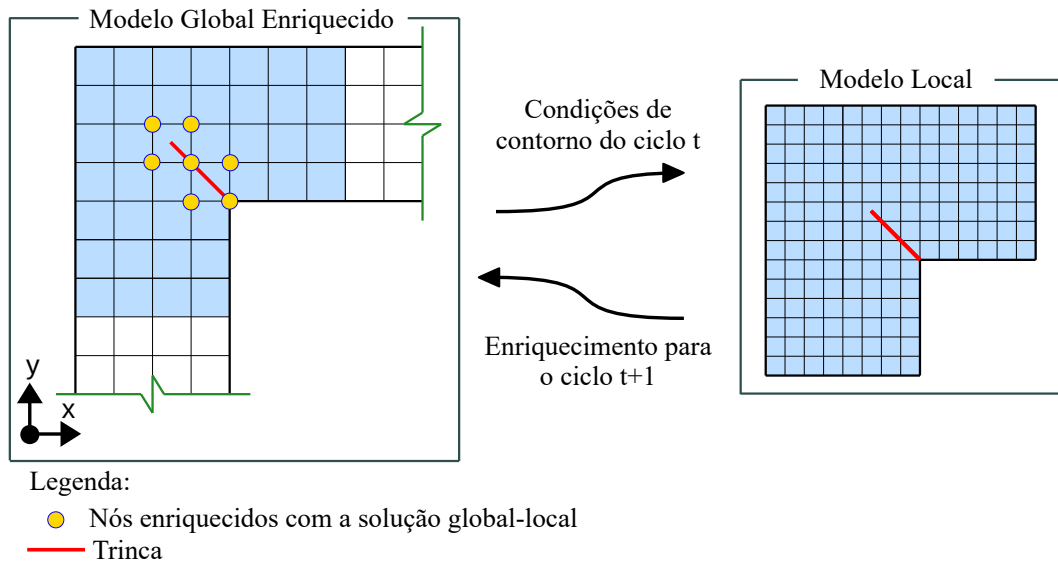 Modelo Global Enriquecido
Modelo Local
Condições de
contorno do ciclo t
Enriquecimento para
o ciclo t+1
y
x
Legenda:
Nós enriquecidos com a solução global-local
Trinca